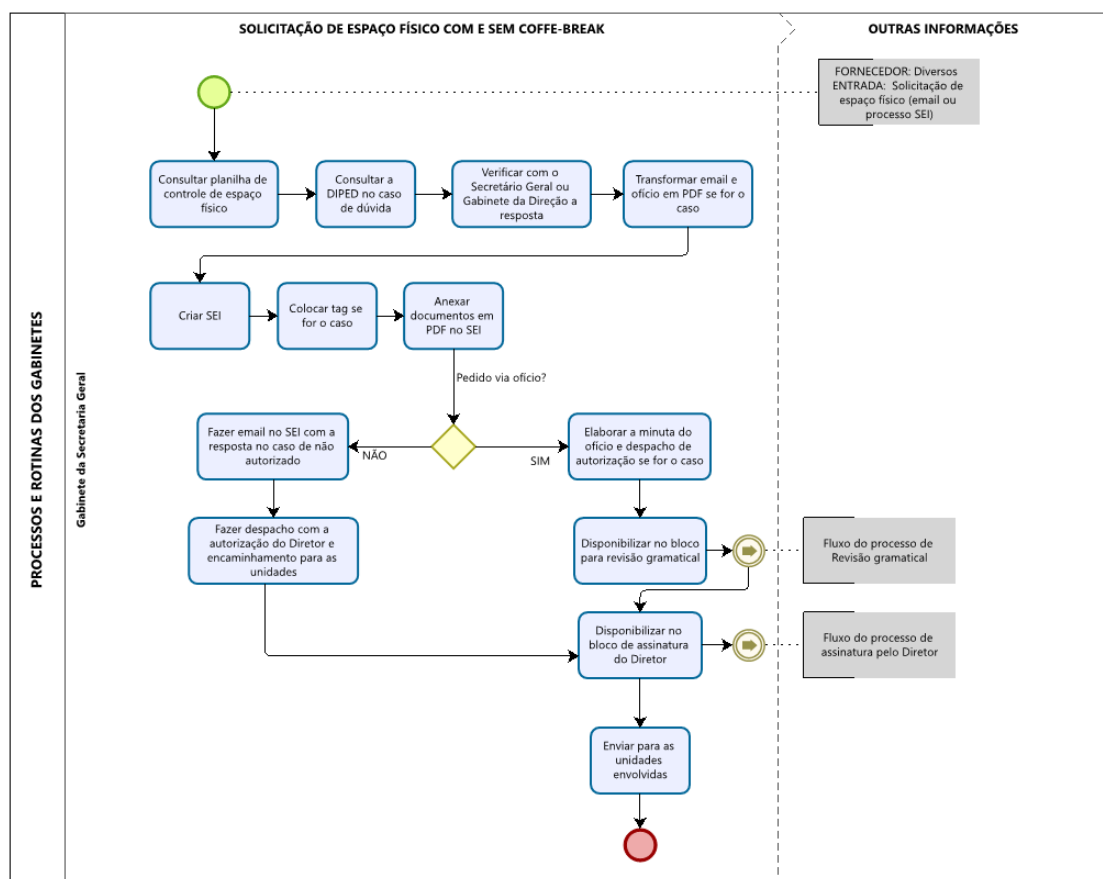 SOLICITAÇÃO DE ESPAÇO FÍSICO COM E SEM COFFE-BREAK
OUTRAS INFORMAÇÕES
PROCESSOS E ROTINAS DOS GABINETES
Gabinete da Secretaria Geral
FORNECEDOR: Diversos
ENTRADA: Solicitação de
espaço físico (email ou
processo SEI)
Consultar planilha de
controle de espaço
físico
Consultar a
DIPED no caso
de dúvida
Verificar com o
Secretário Geral ou
Gabinete da Direção a
resposta
Transformar email e
ofício em PDF se for o
caso
Criar SEI
Colocar tag se
for o caso
Anexar
documentos em
PDF no SEI
Pedido via ofício?
Fazer email no SEI com a
resposta no caso de não
autorizado
NÃO
SIM
Elaborar a minuta do
ofício e despacho de
autorização se for o caso
Fazer despacho com a
autorização do Diretor e
encaminhamento para as
unidades
Disponibilizar no bloco
para revisão gramatical
Fluxo do processo de
Revisão gramatical
Disponibilizar no
bloco de assinatura
do Diretor
Fluxo do processo de
assinatura pelo Diretor
Enviar para as
unidades
envolvidas